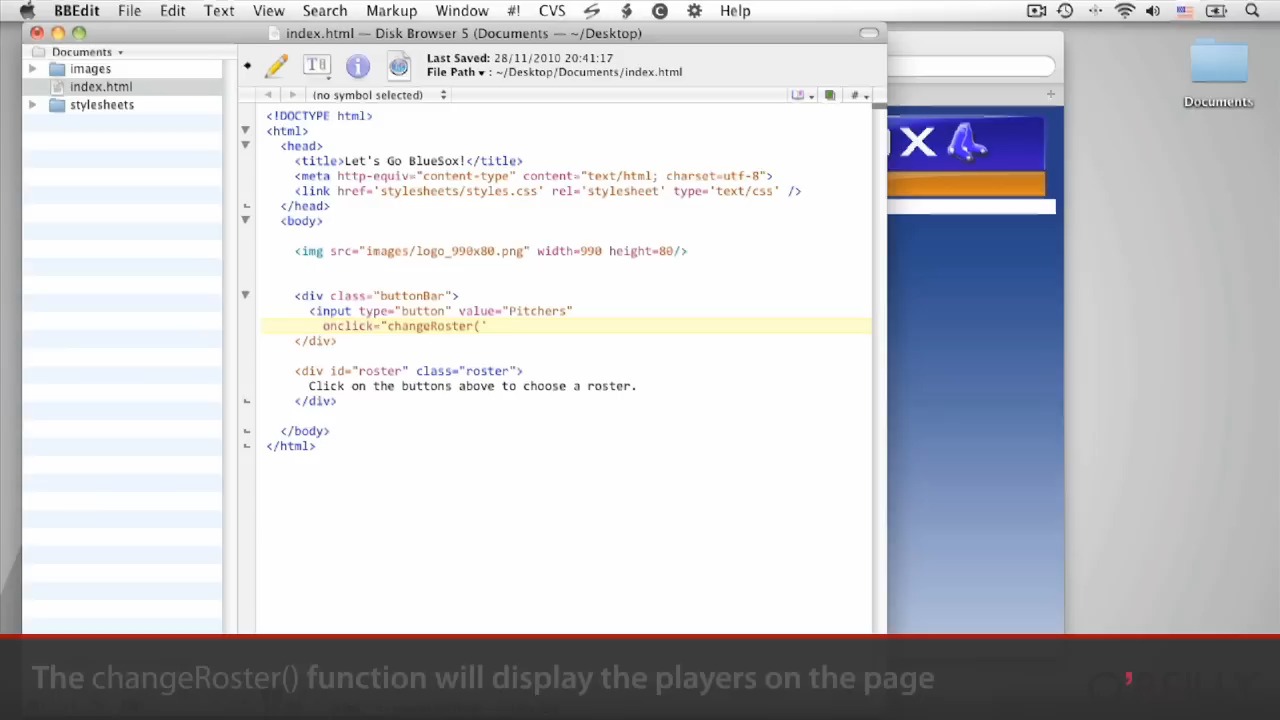 BBEdit File Edit Text View Search Markup Window #! CVS Help
index.html — Disk Browser 5 (Documents — ~/Desktop)
Documents
images
index.html
stylesheets
Last Saved: 28/11/2010 20:41:17
File Path : ~/Desktop/Documents/index.html
(no symbol selected)
#
<!DOCTYPE html>
<html>
<head>
<title>Let's Go BlueSox!</title>
<meta http-equiv="content-type" content="text/html; charset=utf-8">
<link href='stylesheets/styles.css' rel='stylesheet' type='text/css' />
</head>
<body>
<img src="images/logo_990x80.png" width=990 height=80/>
<div class="buttonBar">
<input type="button" value="Pitchers"
onclick="changeRoster('
</div>
<div id="roster" class="roster">
Click on the buttons above to choose a roster.
</div>
</body>
</html>
X
Documents
The changeRoster() function will display the players on the page
O'REILLY